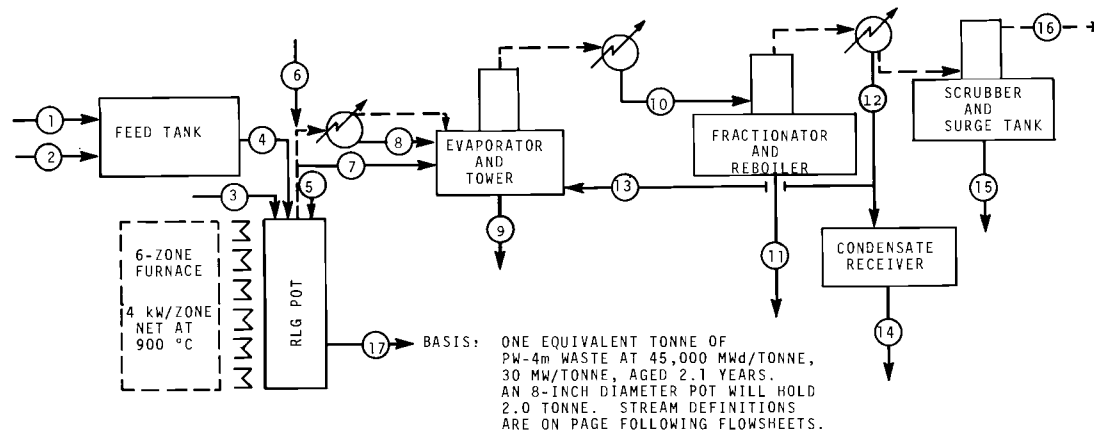 6
16
1
2
FEED TANK
4
8
7
3
5
EVAPORATOR
AND
TOWER
9
10
FRACTIONATOR
AND
REBOILER
12
SCRUBBER
AND
SURGE TANK
13
11
15
CONDENSATE
RECEIVER
14
6-ZONE
FURNACE
4 kW/ZONE
NET AT
900 °C
RLG POT
17
BASIS: ONE EQUIVALENT TONNE OF
PW-4m WASTE AT 45,000 MWd/TONNE,
30 MW/TONNE, AGED 2.1 YEARS.
AN 8-INCH DIAMETER POT WILL HOLD
2.0 TONNE. STREAM DEFINITIONS
ARE ON PAGE FOLLOWING FLOWSHEETS.